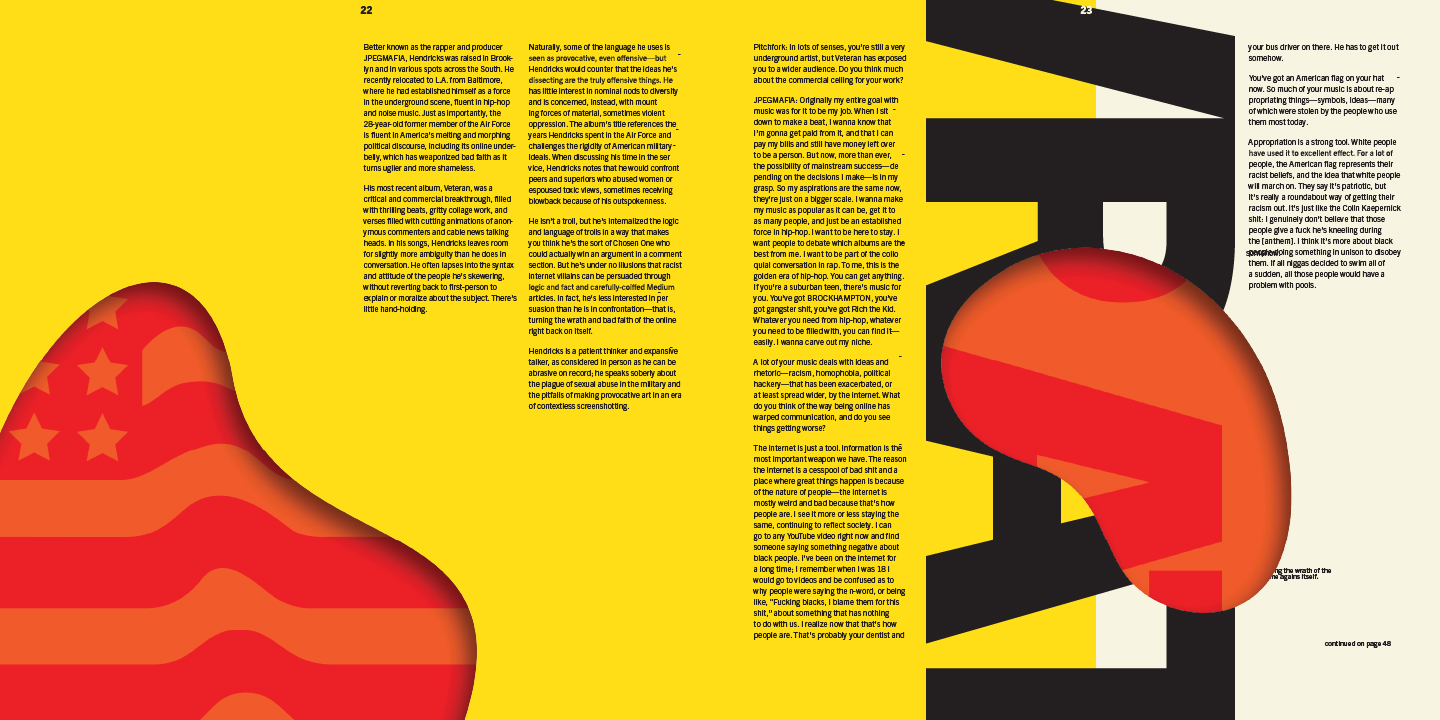 22
Better known as the rapper and producer
JPEGMAFIA, Hendricks was raised in Brook-
lyn and in various spots across the South. He
recently relocated to L.A. from Baltimore,
where he had established himself as a force
in the underground scene, fluent in hip-hop
and noise music. Just as importantly, the
28-year-old former member of the Air Force
is fluent in America's melting and morphing
political discourse, including its online under-
belly, which has weaponized bad faith as it
turns uglier and more shameless.
His most recent album, Veteran, was a
critical and commercial breakthrough, filled
with thrilling beats, gritty collage work, and
verses filled with cutting animations of anon-
ymous commenters and cable news talking
heads. In his songs, Hendricks leaves room
for slightly more ambiguity than he does in
conversation. He often lapses into the syntax
and attitude of the people he's skewering,
without reverting back to first-person to
explain or moralize about the subject. There's
little hand-holding.
Naturally, some of the language he uses is
seen as provocative, even offensive—but
Hendricks would counter that the ideas he's
dissecting are the truly offensive things. He
has little interest in nominal nods to diversity
and is concerned, instead, with mount
ing forces of material, sometimes violent
oppression. The album's title references the
years Hendricks spent in the Air Force and
challenges the rigidity of American military
ideals. When discussing his time in the ser
vice, Hendricks notes that he would confront
peers and superiors who abused women or
espoused toxic views, sometimes receiving
blowback because of his outspokenness.
He isn't a troll, but he's internalized the logic
and language of trolls in a way that makes
you think he's the sort of Chosen One who
could actually win an argument in a comment
section. But he's under no illusions that racist
internet villains can be persuaded through
logic and fact and carefully-coiffed Medium
articles. In fact, he's less interested in per
suasion than he is in confrontation—that is,
turning the wrath and bad faith of the online
right back on itself.
Hendricks is a patient thinker and expansive
talker, as considered in person as he can be
abrasive on record; he speaks soberly about
the plague of sexual abuse in the military and
the pitfalls of making provocative art in an era
of contextless screenshotting.
23
Pitchfork: In lots of senses, you're still a very
underground artist, but Veteran has exposed
you to a wider audience. Do you think much
about the commercial ceiling for your work?
JPEGMAFIA: Originally my entire goal with
music was for it to be my job. When I sit
down to make a beat, I wanna know that
I'm gonna get paid from it, and that I can
pay my bills and still have money left over
to be a person. But now, more than ever,
the possibility of mainstream success—de
pending on the decisions I make—is in my
grasp. So my aspirations are the same now,
they're just on a bigger scale. I wanna make
my music as popular as it can be, get it to
as many people, and just be an established
force in hip-hop. I want to be here to stay. I
want people to debate which albums are the
best from me. I want to be part of the collo
quial conversation in rap. To me, this is the
golden era of hip-hop. You can get anything.
If you're a suburban teen, there's music for
you. You've got BROCKHAMPTON, you've
got gangster shit, you've got Rich the Kid.
Whatever you need from hip-hop, whatever
you need to be filled with, you can find it—
easily. I wanna carve out my niche.
A lot of your music deals with ideas and
rhetoric—racism, homophobia, political
hackery—that has been exacerbated, or
at least spread wider, by the internet. What
do you think of the way being online has
warped communication, and do you see
things getting worse?
The internet is just a tool. Information is the
most important weapon we have. The reason
the internet is a cesspool of bad shit and a
place where great things happen is because
of the nature of people—the internet is
mostly weird and bad because that's how
people are. I see it more or less staying the
same, continuing to reflect society. I can
go to any YouTube video right now and find
someone saying something negative about
black people. I've been on the internet for
a long time; I remember when I was 18 I
would go to videos and be confused as to
why people were saying the n-word, or being
like, "Fucking blacks, I blame them for this
shit," about something that has nothing
to do with us. I realize now that that's how
people are. That's probably your dentist and
your bus driver on there. He has to get it out
somehow.
You've got an American flag on your hat
now. So much of your music is about re-ap
propriating things—symbols, ideas—many
of which were stolen by the people who use
them most today.
Appropriation is a strong tool. White people
have used it to excellent effect. For a lot of
people, the American flag represents their
racist beliefs, and the idea that white people
will march on. They say it's patriotic, but
it's really a roundabout way of getting their
racism out. It's just like the Colin Kaepernick
shit: I genuinely don't believe that those
people give a fuck he's kneeling during
the [anthem]. I think it's more about black
people doing something in unison to disobey
them. If all niggas decided to swim all of
a sudden, all those people would have a
problem with pools.
the wrath of the
itself.
continued on page 48